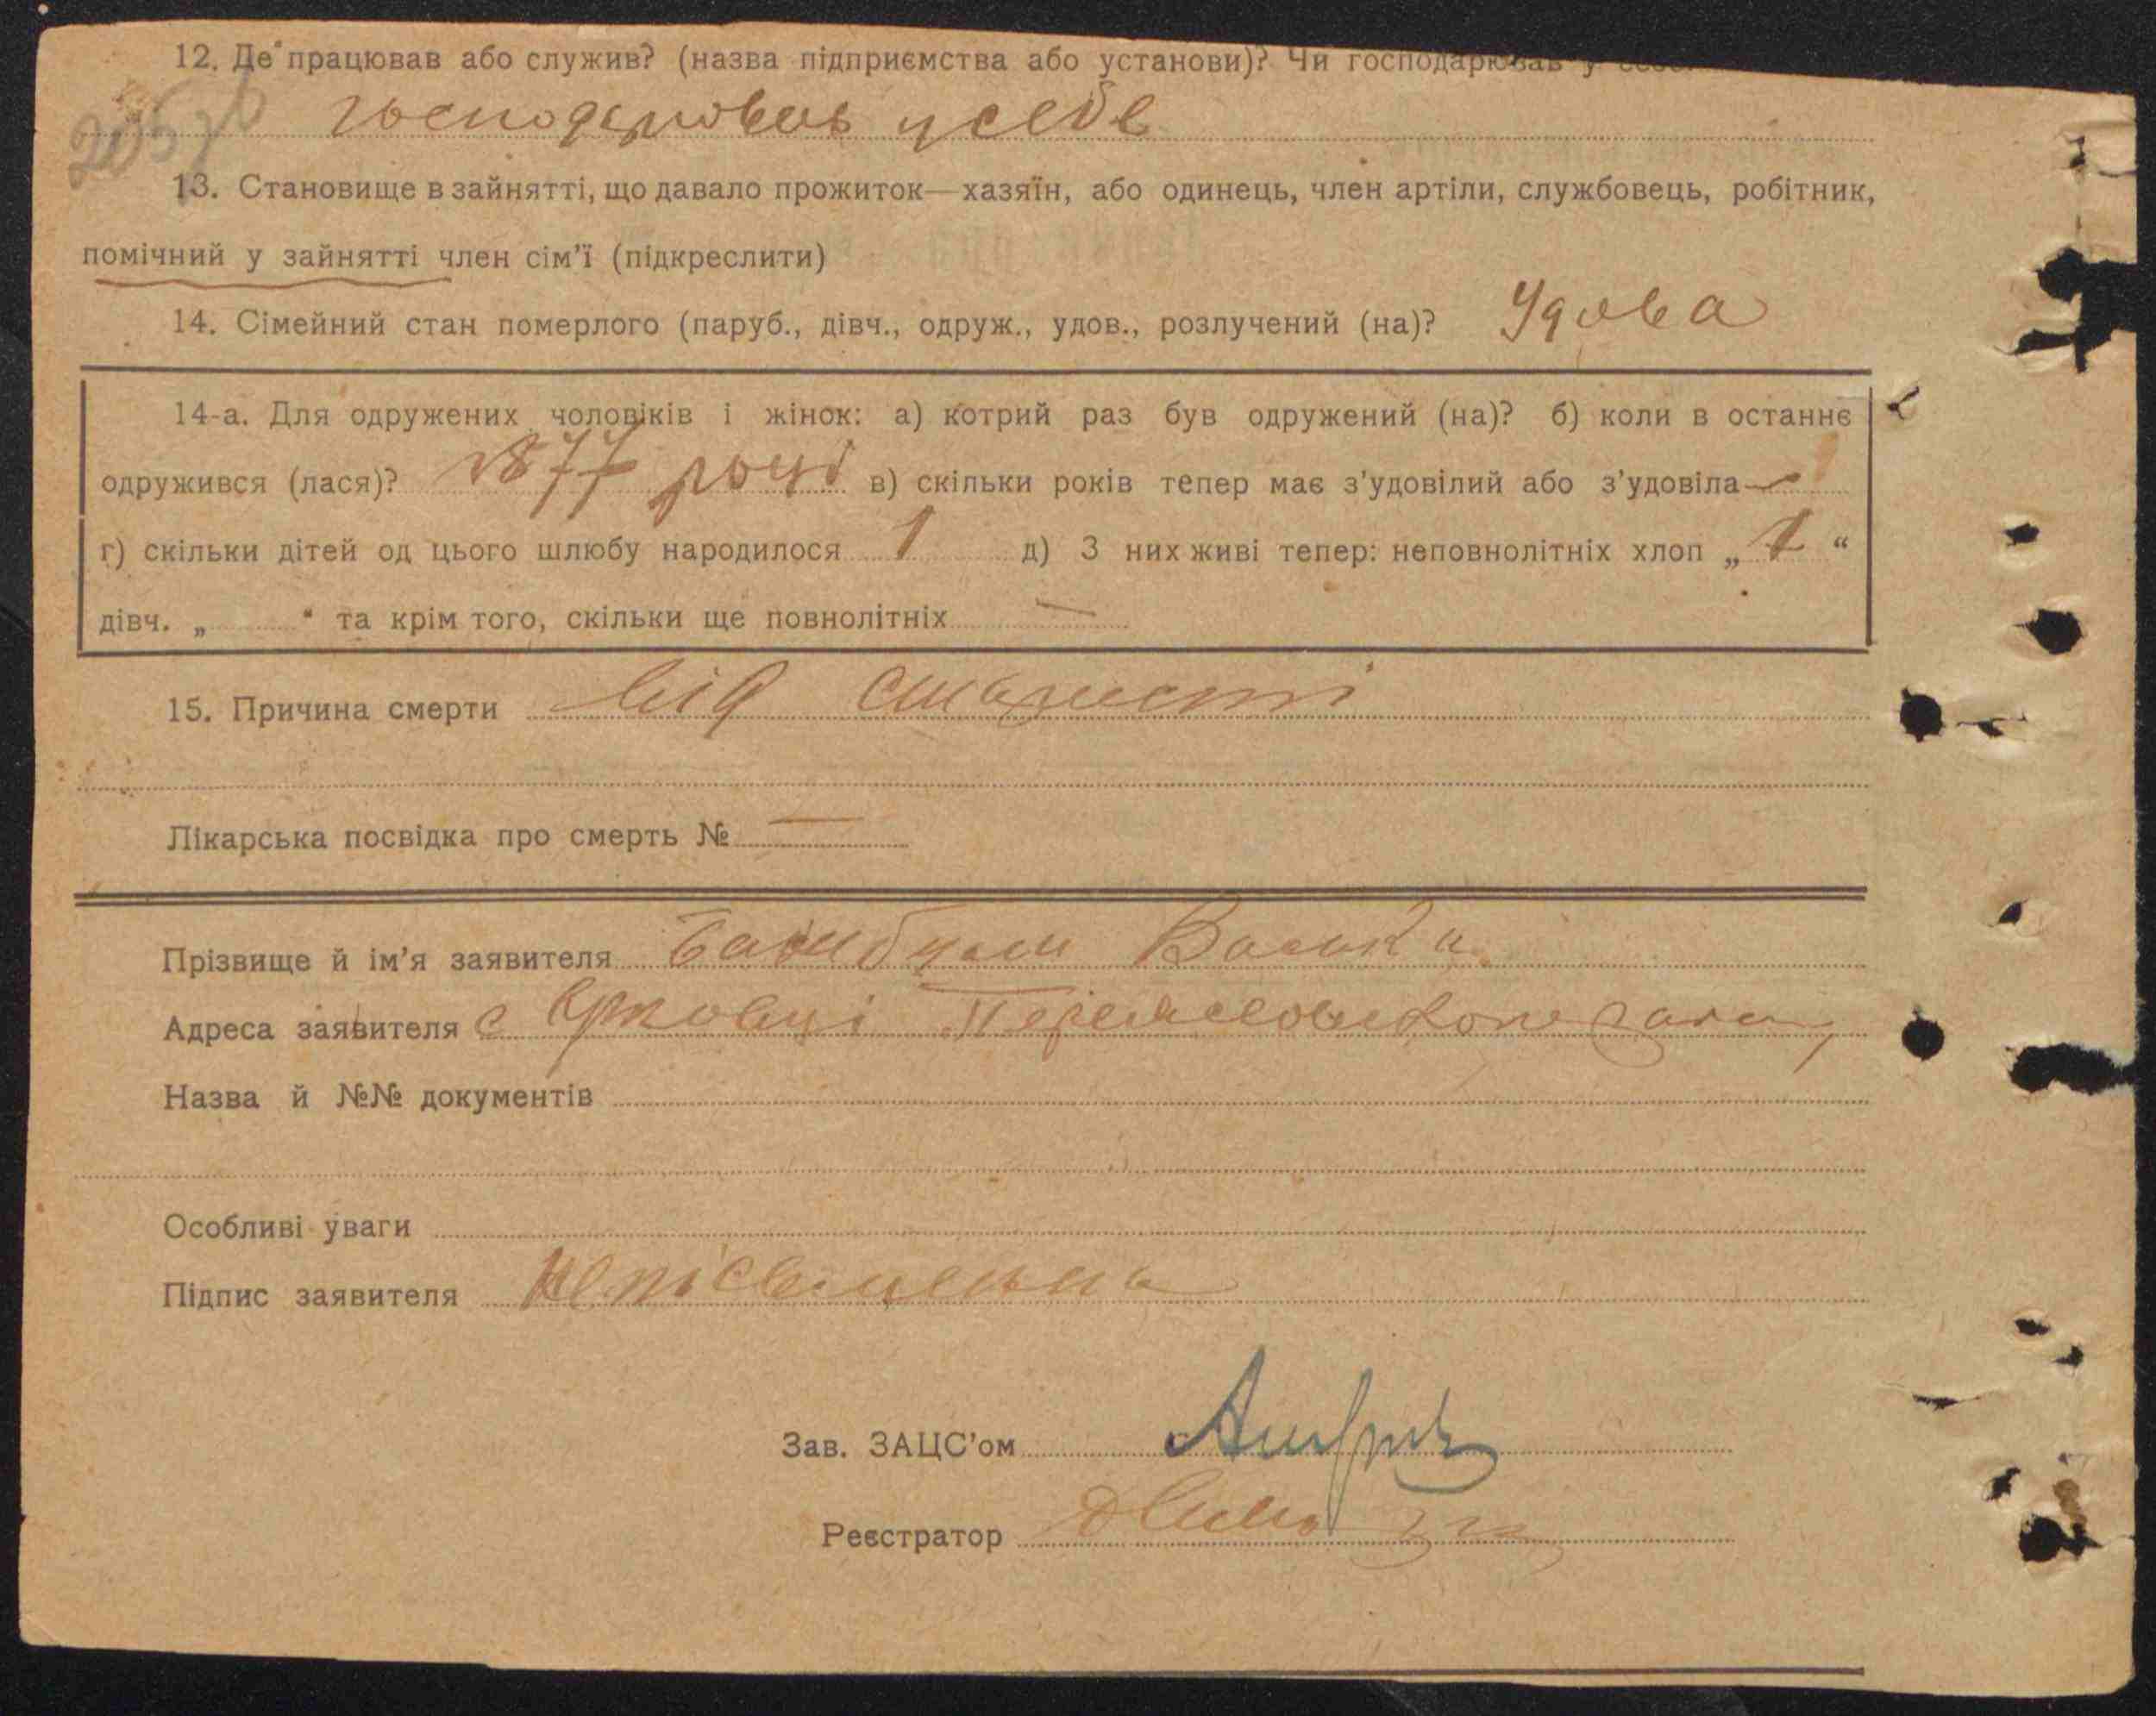 12. Де працював або служив? (назва підприємства або установи)? Чи господарював у
господарював у себе
13. Становище в зайнятті, що давало прожиток—хазяїн, або одинець, член артіли, службовець, робітник,
помічний у зайнятті член сім'ї (підкреслити)
14. Сімейний стан померлого (паруб., дівч., одруж., удов., розлучений (на)? Удова
14-а. Для одружених чоловіків і жінок: а) котрий раз був одружений (на)? б) коли в останнє
одружився (лася)? 1877 році в) скільки років тепер має з'удовілий або з'удовіла —
г) скільки дітей од цього шлюбу народилося 1 д) З них живі тепер: неповнолітніх хлоп „ 1 “
дівч. „ “ та крім того, скільки ще повнолітніх —
15. Причина смерти від старости
Лікарська посвідка про смерть № —
Прізвище й ім'я заявителя
Адреса заявителя с
Назва й №№ документів
Особливі уваги
Підпис заявителя
Зав. ЗАЦС'ом
Реєстратор